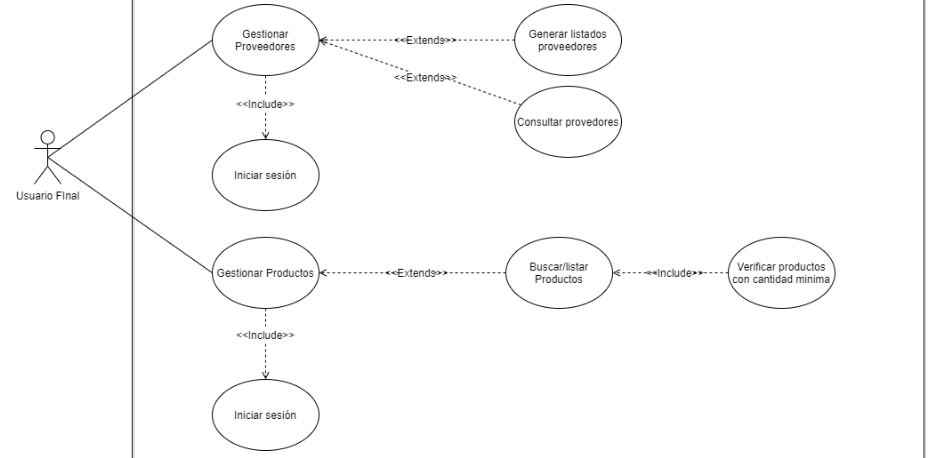 Gestionar
Proveedores
<<Extends>>
Generar listados
proveedores
<<Extends>>
<<Include>>
Consultar provedores
Iniciar sesión
Usuario FInal
Gestionar Productos
<<Extends>>
Buscar/listar
Productos
<<Include>>
Verificar productos
con cantidad minima
<<Include>>
Iniciar sesión